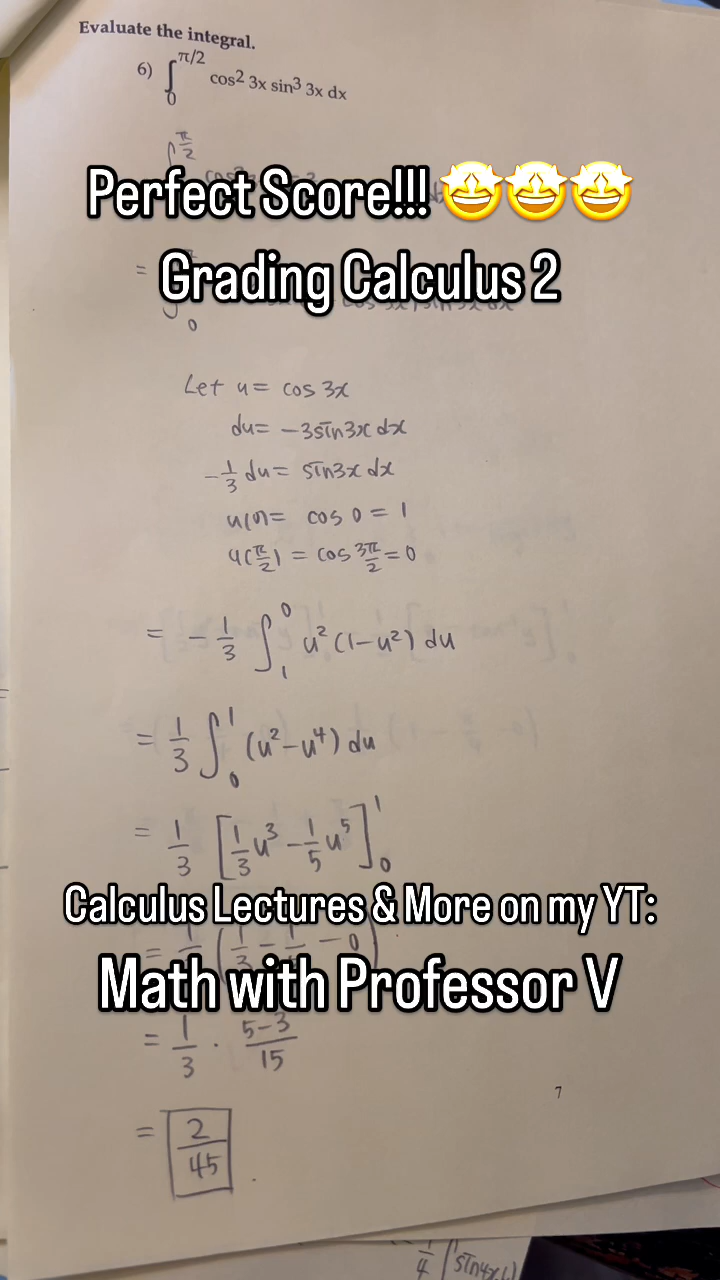 Evaluate the integral.
6) ∫₀^π/2 cos² 3x sin³ 3x dx
Perfect Score!!! 🤩🤩🤩
Grading Calculus 2
Let u = cos 3x
du = -3sin3x dx
-1/3 du = sin3x dx
u(0) = cos 0 = 1
u(π/2) = cos 3π/2 = 0
= -1/3 ∫₁⁰ u²(1-u²) du
= 1/3 ∫₀¹ (u²-u⁴) du
= 1/3 [1/3 u³ - 1/5 u⁵]₀¹
Calculus Lectures & More on my YT:
Math with Professor V
= 1/3 · 5-3/15
7
= 2/45